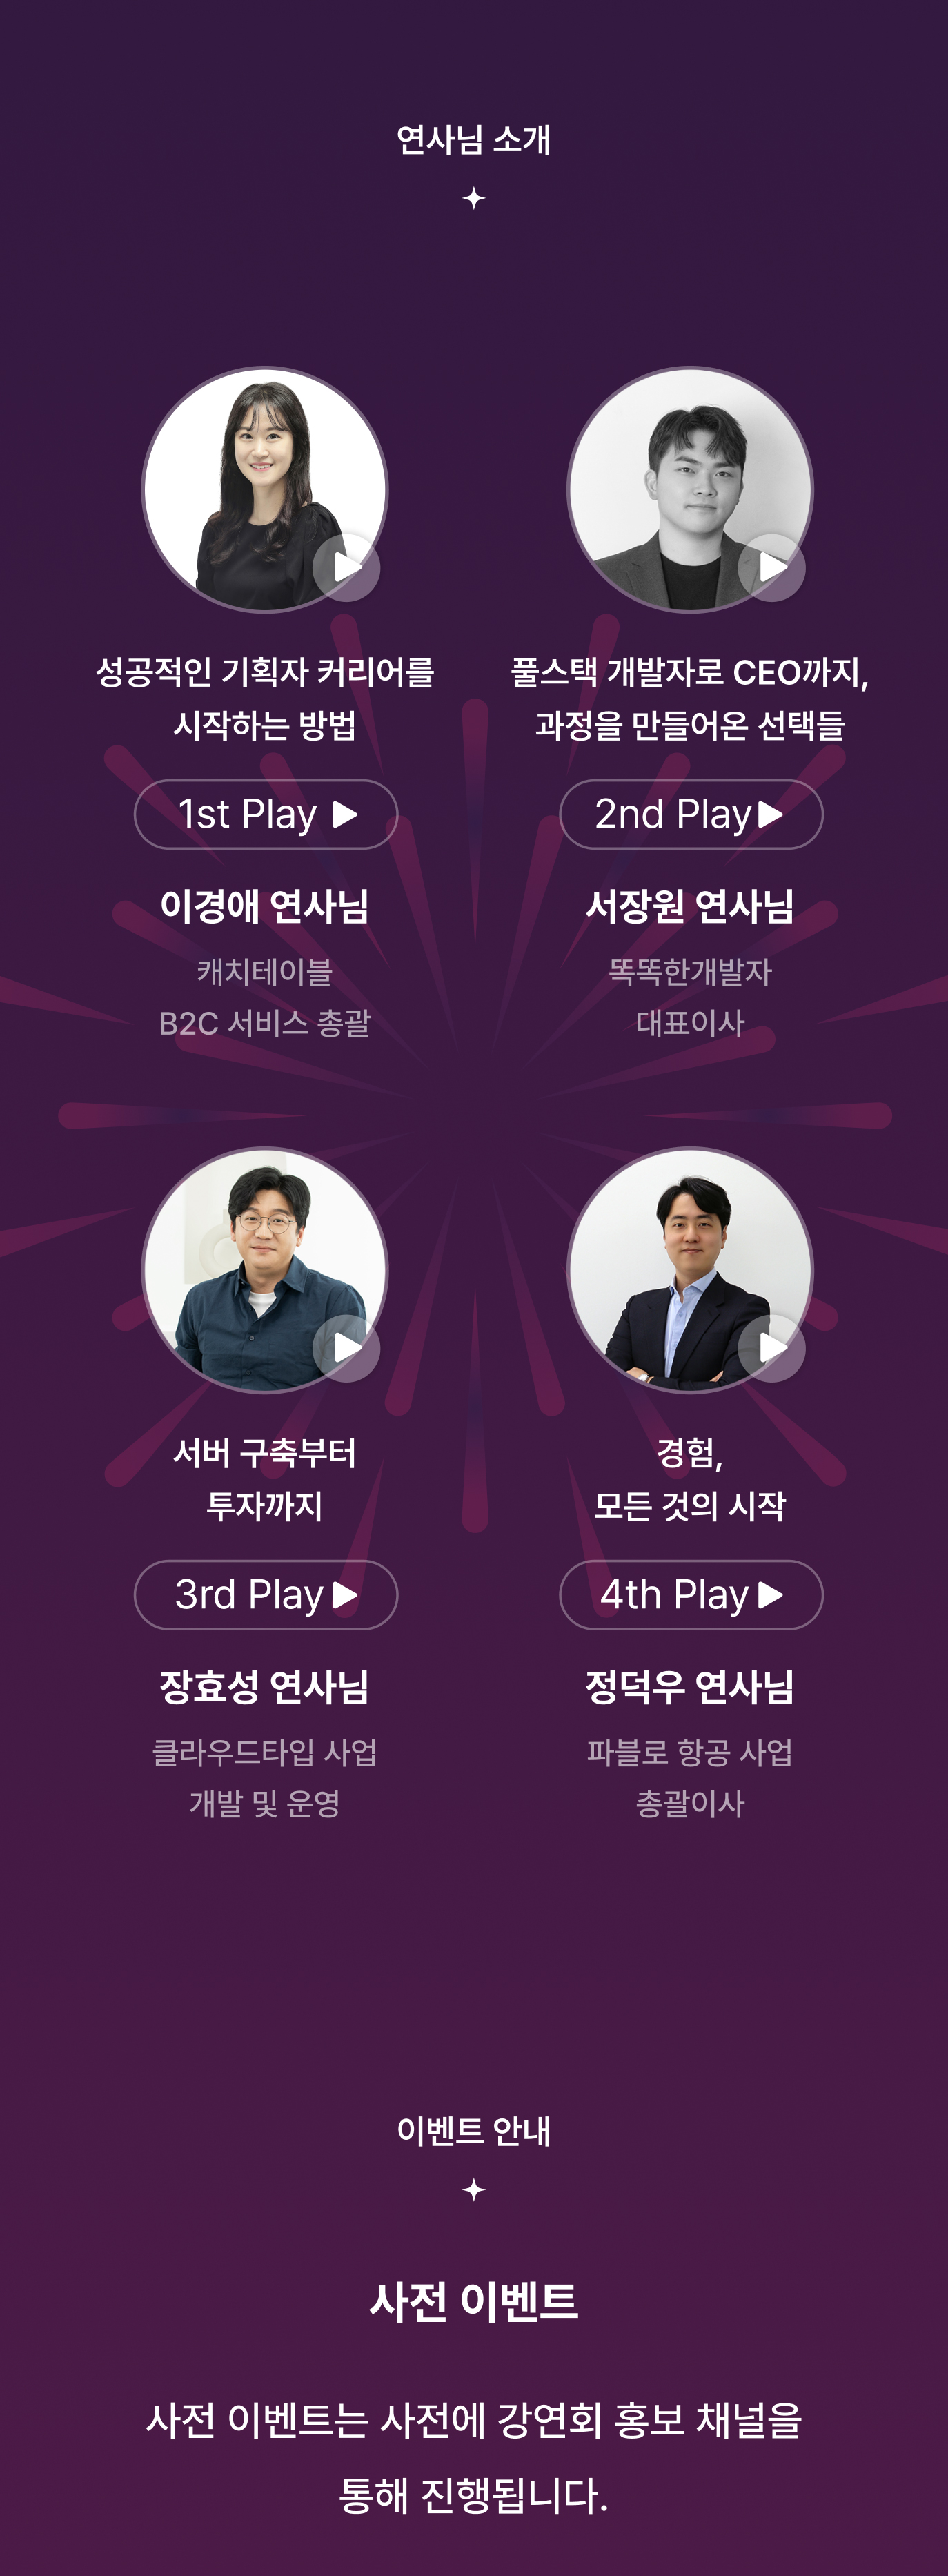 연사님 소개
성공적인 기획자 커리어를
시작하는 방법
1st Play
이경애 연사님
캐치테이블
B2C 서비스 총괄
풀스택 개발자로 CEO까지,
과정을 만들어온 선택들
2nd Play
서장원 연사님
똑똑한개발자
대표이사
서버 구축부터
투자까지
3rd Play
장효성 연사님
클라우드타입 사업
개발 및 운영
경험,
모든 것의 시작
4th Play
정덕우 연사님
파블로 항공 사업
총괄이사
이벤트 안내
사전 이벤트
사전 이벤트는 사전에 강연회 홍보 채널을
통해 진행됩니다.